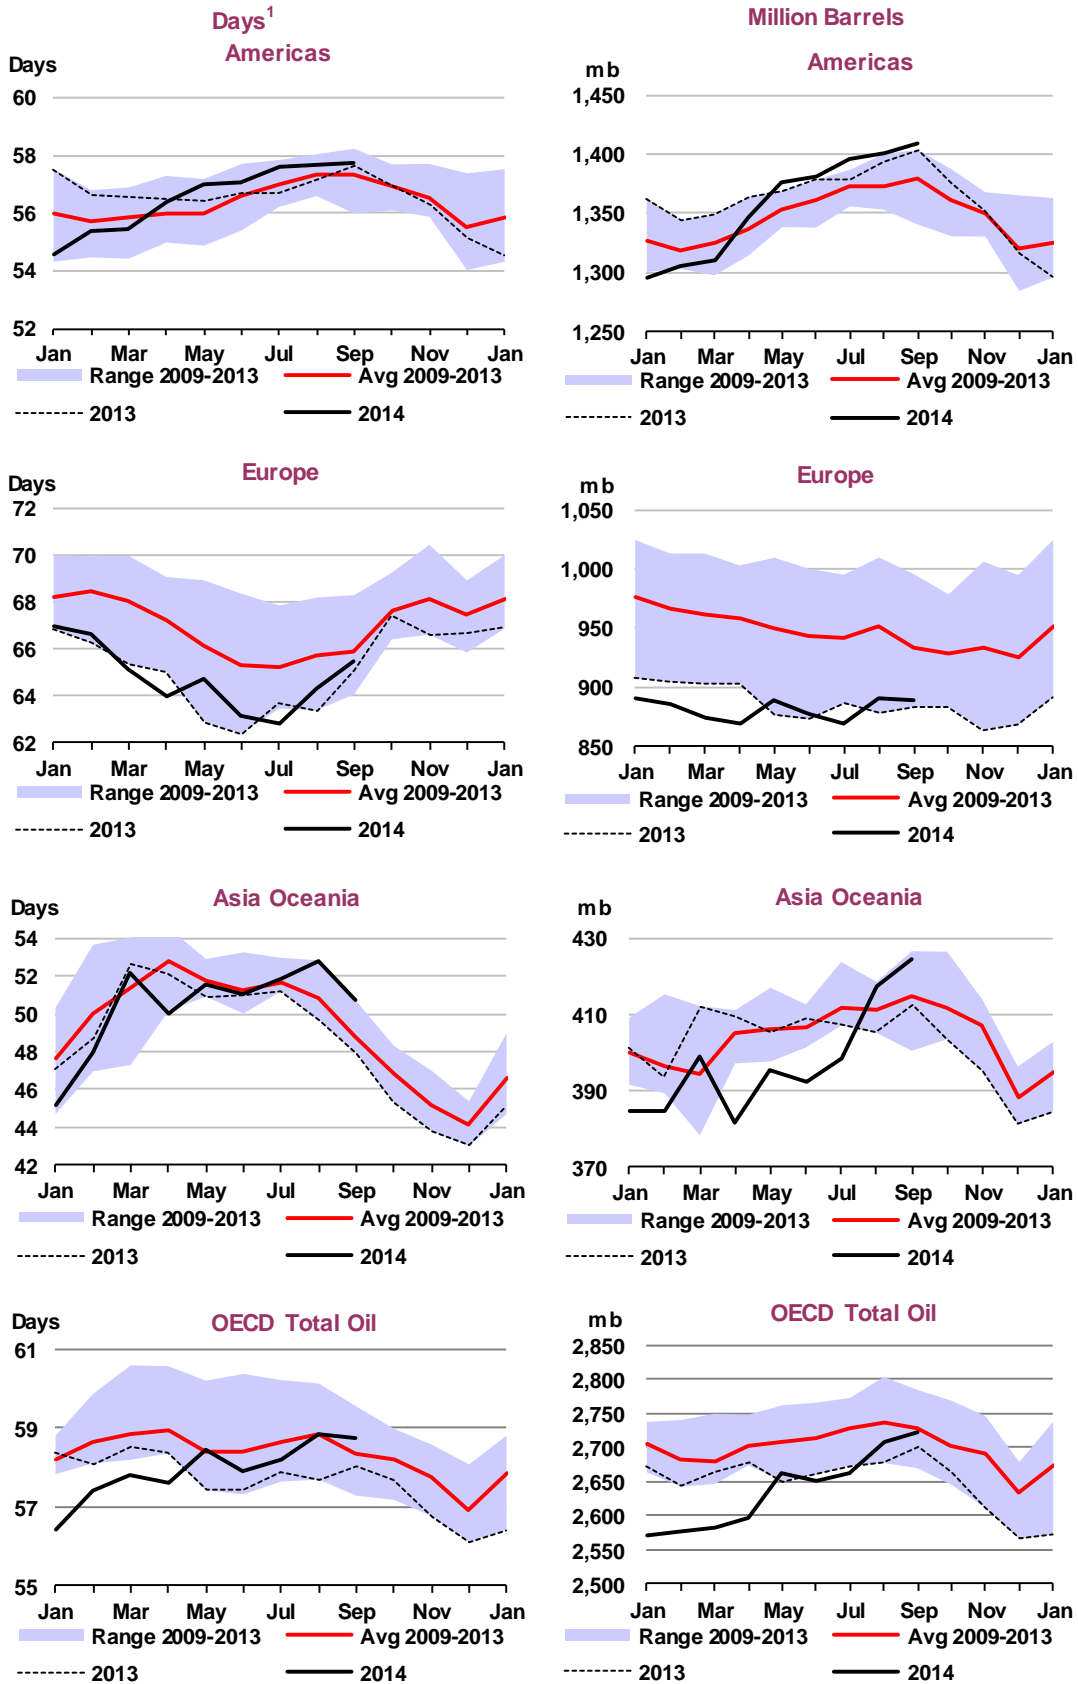 Days1
Million Barrels
Americas
Days
60
58
56
54
52
Jan Mar May Jul Sep Nov Jan
Range 2009-2013 Avg 2009-2013
2013 2014
Americas
mb
1,450
1,400
1,350
1,300
1,250
Jan Mar May Jul Sep Nov Jan
Range 2009-2013 Avg 2009-2013
2013 2014
Europe
Days
72
70
68
66
64
62
Jan Mar May Jul Sep Nov Jan
Range 2009-2013 Avg 2009-2013
2013 2014
Europe
mb
1,050
1,000
950
900
850
Jan Mar May Jul Sep Nov Jan
Range 2009-2013 Avg 2009-2013
2013 2014
Asia Oceania
Days
54
52
50
48
46
44
42
Jan Mar May Jul Sep Nov Jan
Range 2009-2013 Avg 2009-2013
2013 2014
Asia Oceania
mb
430
410
390
370
Jan Mar May Jul Sep Nov Jan
Range 2009-2013 Avg 2009-2013
2013 2014
OECD Total Oil
Days
61
59
57
55
Jan Mar May Jul Sep Nov Jan
Range 2009-2013 Avg 2009-2013
2013 2014
OECD Total Oil
mb
2,850
2,800
2,750
2,700
2,650
2,600
2,550
2,500
Jan Mar May Jul Sep Nov Jan
Range 2009-2013 Avg 2009-2013
2013 2014